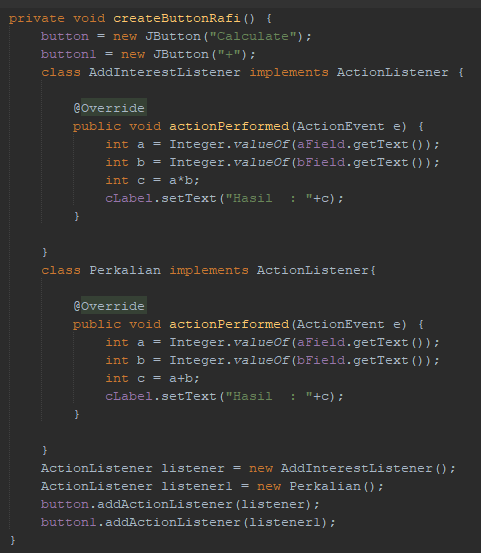 private void createButtonRafi() {
    button = new JButton("Calculate");
    button1 = new JButton("+");
    class AddInterestListener implements ActionListener {
        @Override
        public void actionPerformed(ActionEvent e) {
            int a = Integer.valueOf(aField.getText());
            int b = Integer.valueOf(bField.getText());
            int c = a*b;
            cLabel.setText("Hasil  : "+c);
        }
    }
    class Perkalian implements ActionListener{
        @Override
        public void actionPerformed(ActionEvent e) {
            int a = Integer.valueOf(aField.getText());
            int b = Integer.valueOf(bField.getText());
            int c = a+b;
            cLabel.setText("Hasil  : "+c);
        }
    }
    ActionListener listener = new AddInterestListener();
    ActionListener listener1 = new Perkalian();
    button.addActionListener(listener);
    button1.addActionListener(listener1);
}